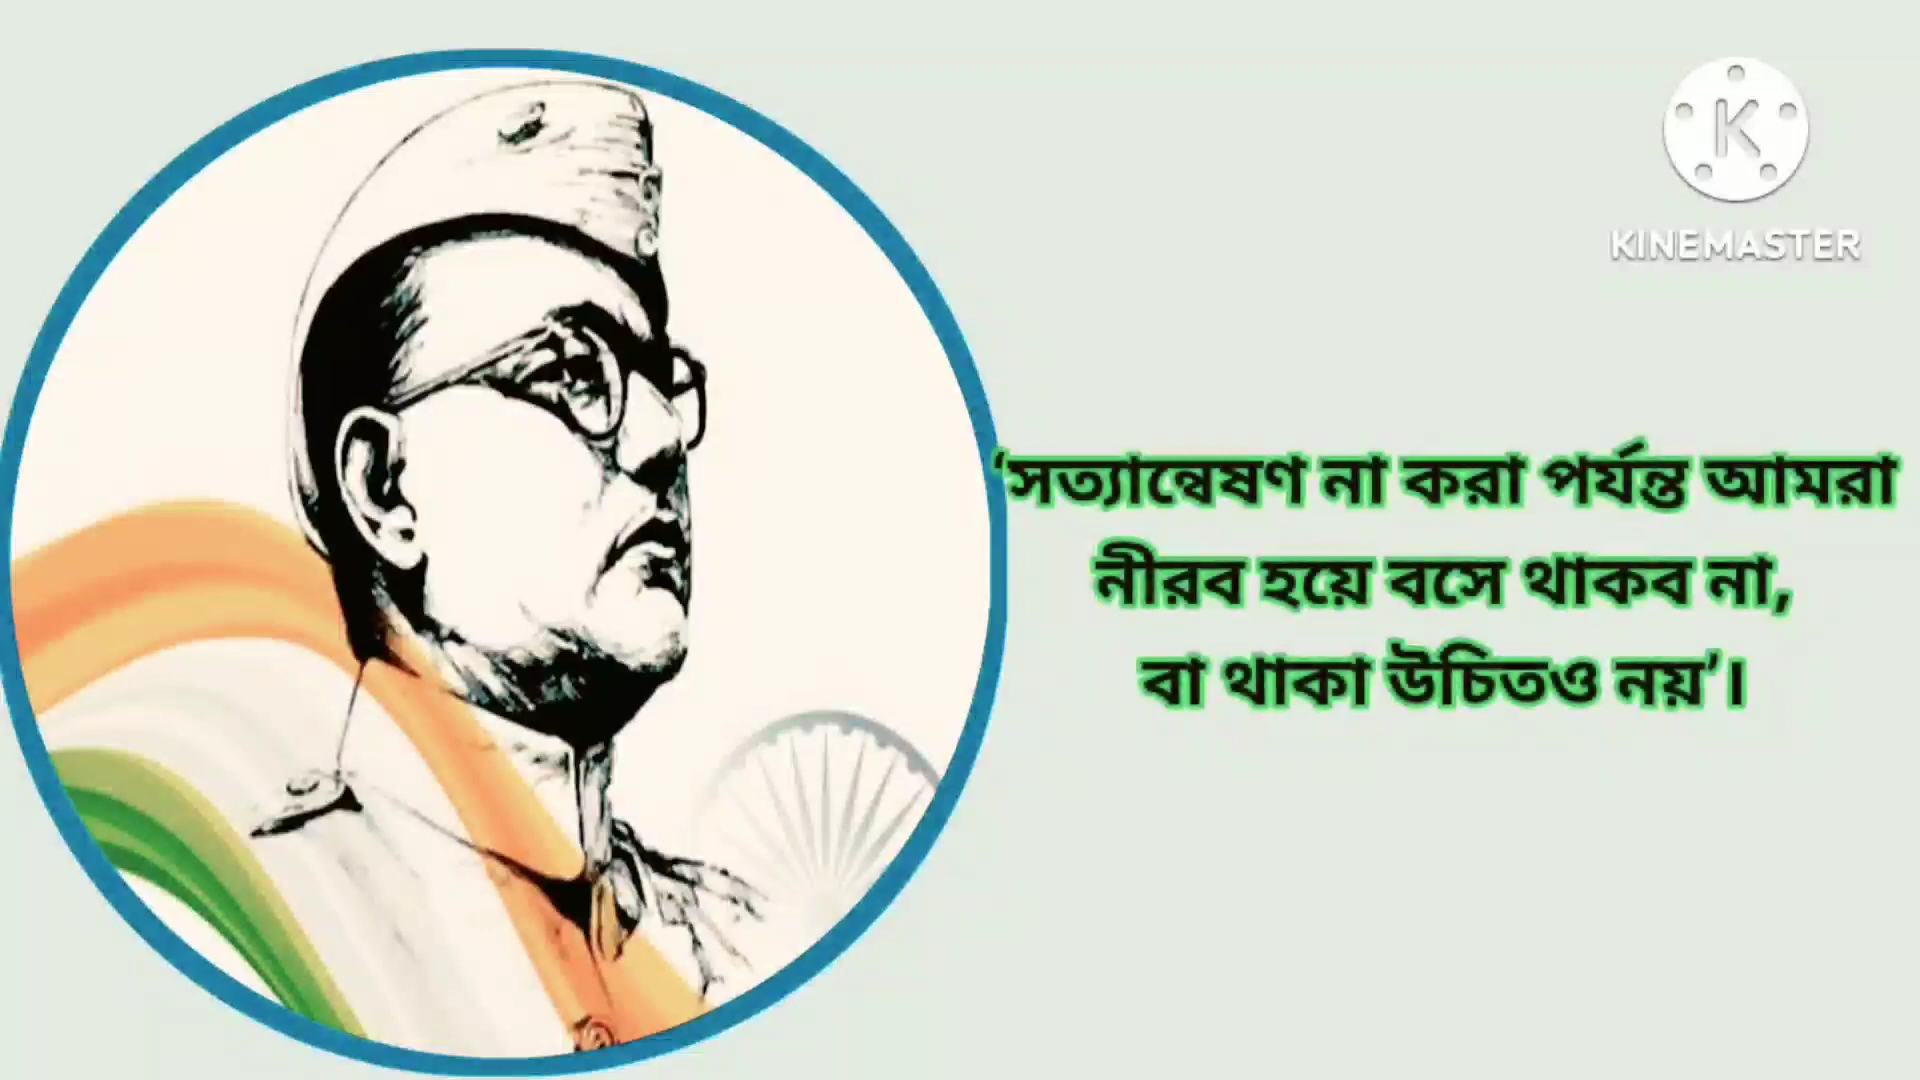 KINEMASTER
‘সত্যান্বেষণ না করা পর্যন্ত আমরা
নীরব হয়ে বসে থাকব না,
বা থাকা উচিতও নয়’।